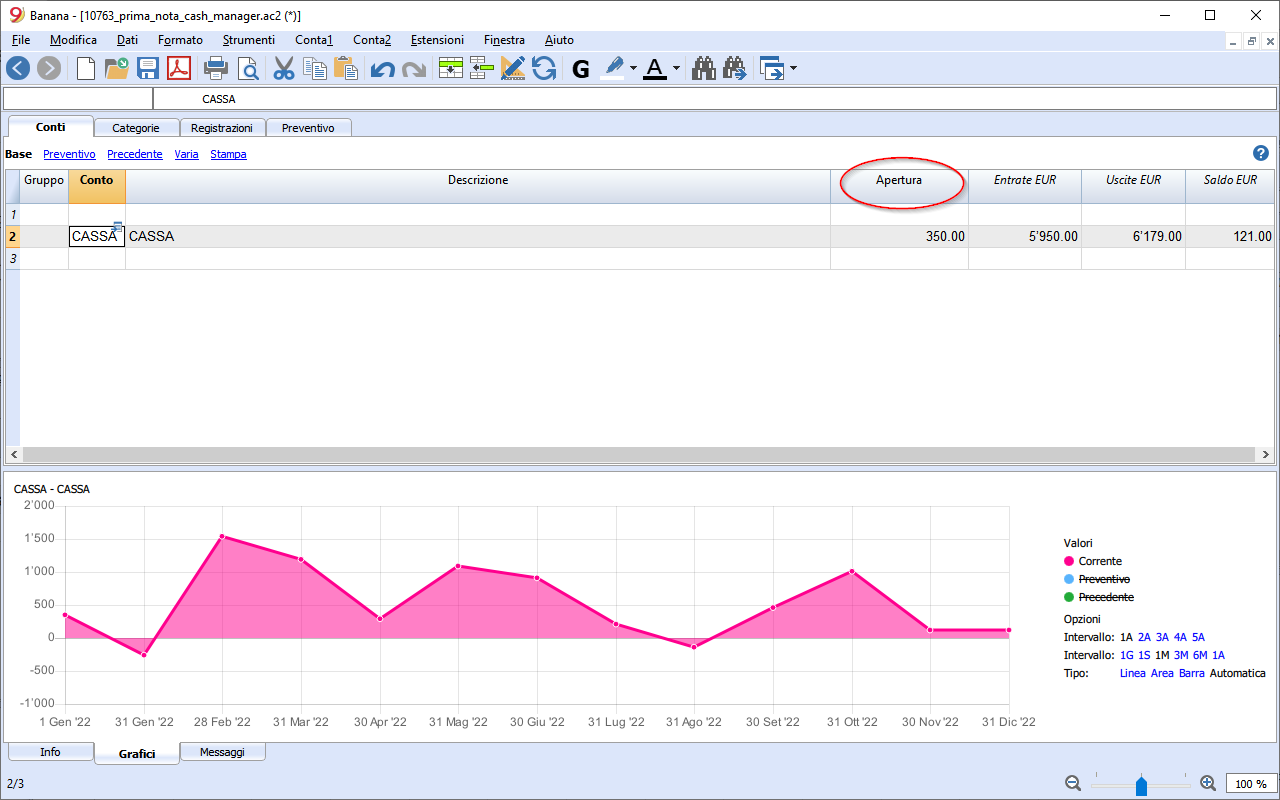 Banana - [10763_prima_nota_cash_manager.ac2 (*)]
File Modifica Dati Formato Strumenti Conta1 Conta2 Estensioni Finestra Aiuto
G A
CASSA
Conti Categorie Registrazioni Preventivo
Base Preventivo Precedente Varia Stampa ?
Gruppo Conto Descrizione Apertura Entrate EUR Uscite EUR Saldo EUR
1
2 CASSA CASSA 350.00 5'950.00 6'179.00 121.00
3
CASSA - CASSA
2'000
1'500
1'000
500
0
-500
-1'000
1 Gen '22 31 Gen '22 28 Feb '22 31 Mar '22 30 Apr '22 31 Mag '22 30 Giu '22 31 Lug '22 31 Ago '22 30 Set '22 31 Ott '22 30 Nov '22 31 Dic '22
Valori
Corrente
Preventivo
Precedente
Opzioni
Intervallo: 1A 2A 3A 4A 5A
Intervallo: 1G 1S 1M 3M 6M 1A
Tipo: Linea Area Barra Automatica
Info Grafici Messaggi
2/3 100 %